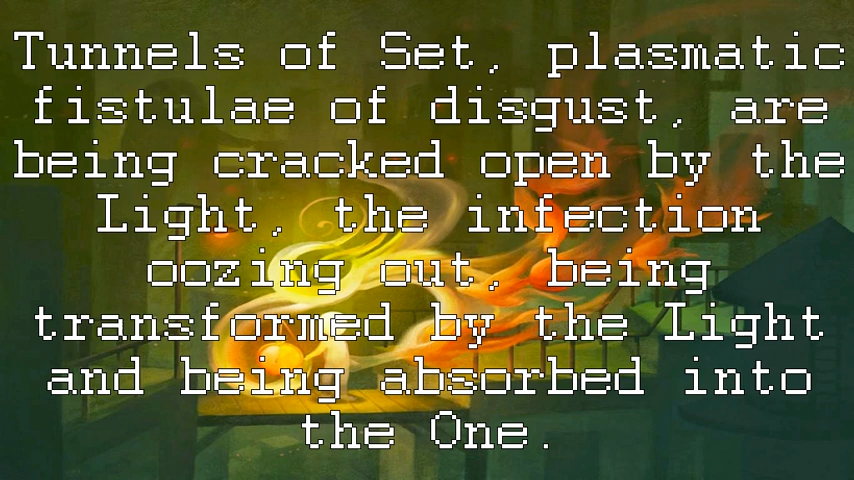 Tunnels of Set, plasmatic
fistulae of disgust, are
being cracked open by the
Light, the infection
oozing out, being
transformed by the Light
and being absorbed into
the One.